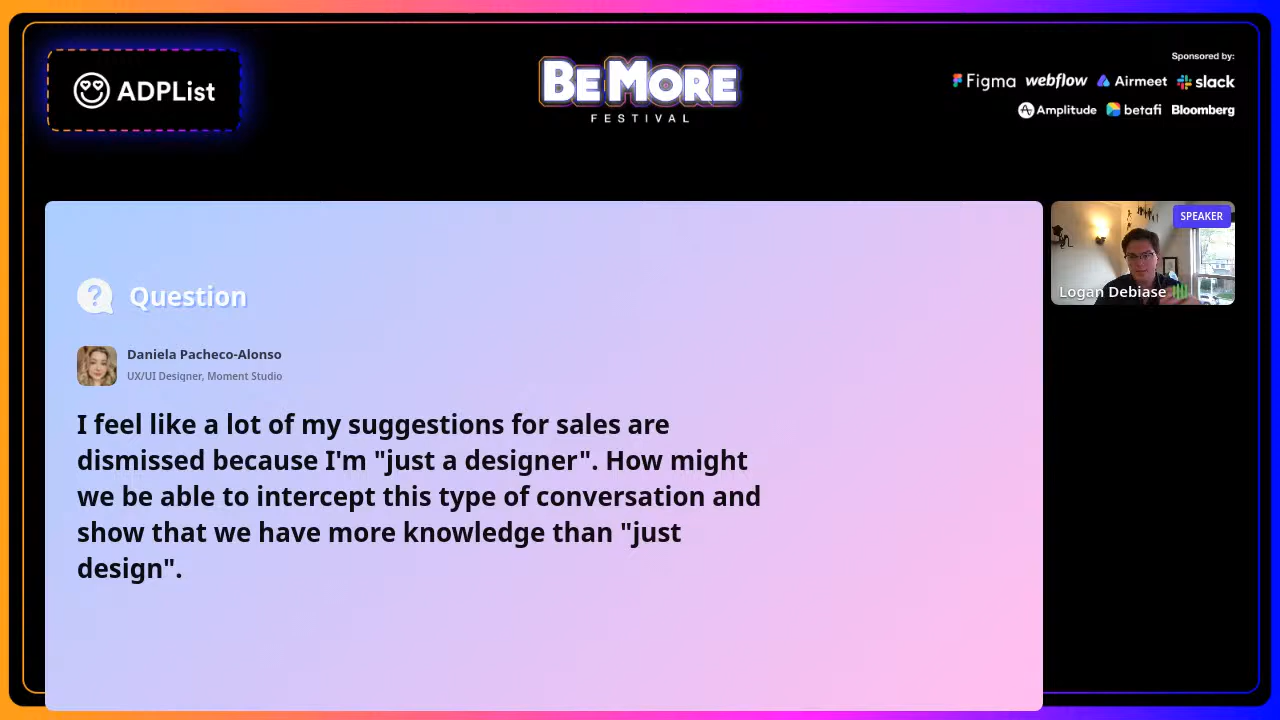 ADPList
BE MORE
FESTIVAL
Sponsored by:
Figma webflow Airmeet slack
Amplitude betafi Bloomberg
SPEAKER
Logan Debiase
Question
Daniela Pacheco-Alonso
UX/UI Designer, Moment Studio
I feel like a lot of my suggestions for sales are
dismissed because I'm "just a designer". How might
we be able to intercept this type of conversation and
show that we have more knowledge than "just
design".